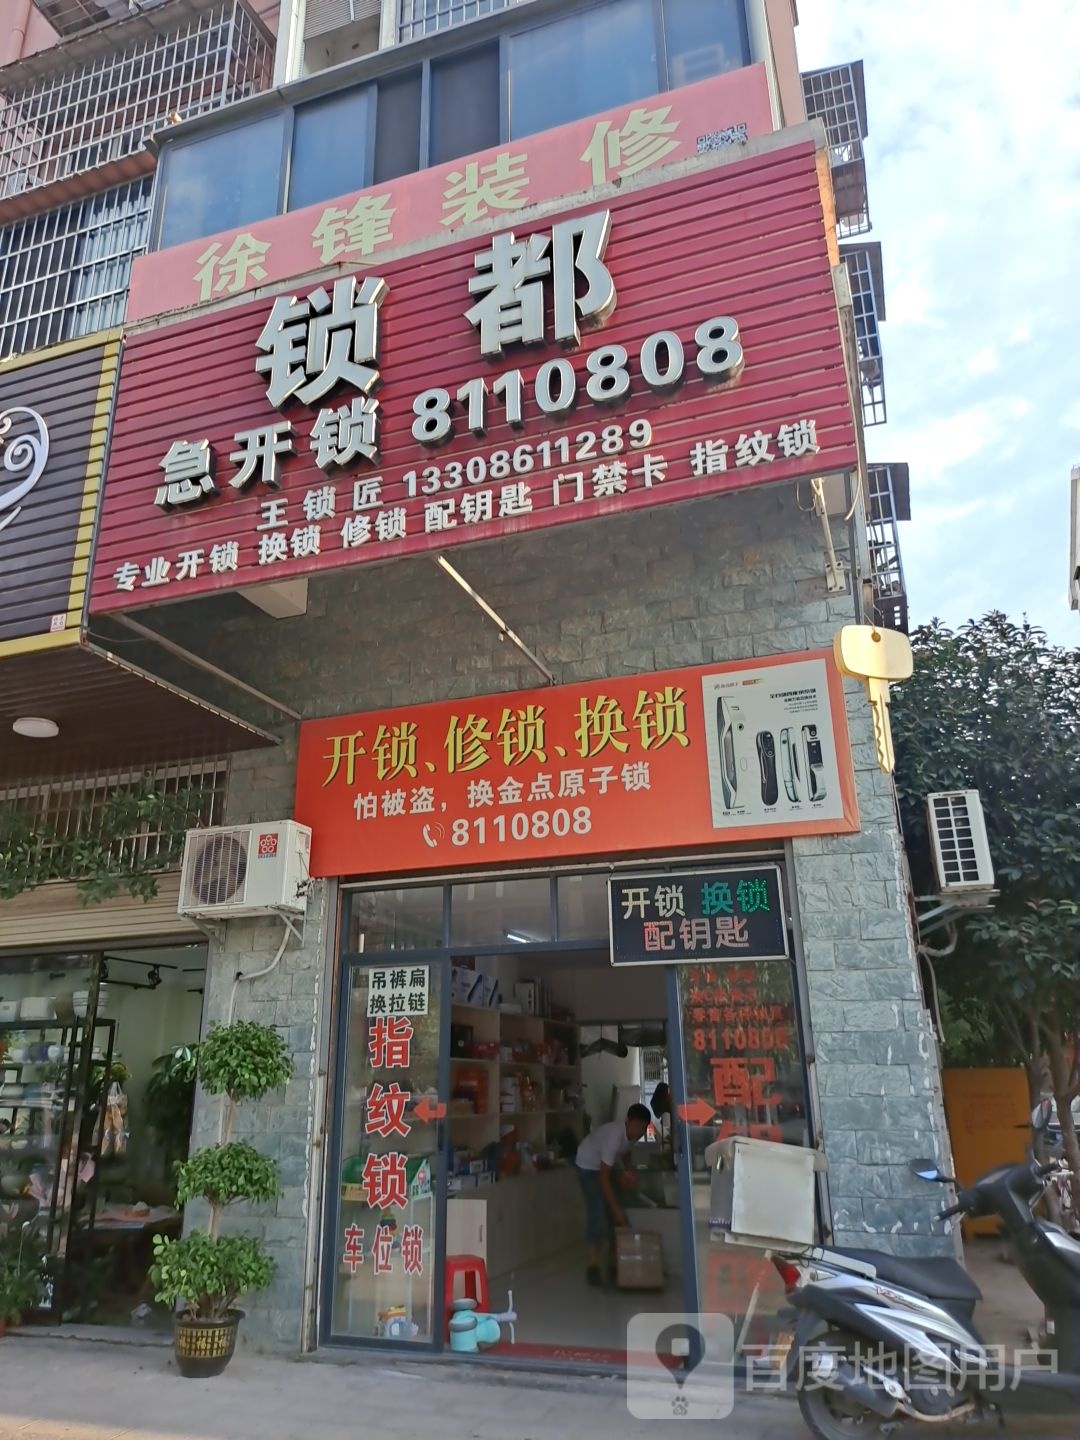 徐锋装修
锁都
急开锁 8110808
王锁匠 13308611289
专业开锁 换锁 修锁 配钥匙 门禁卡 指纹锁
开锁、修锁、换锁
怕被盗，换金点原子锁
8110808
开锁 换锁
配钥匙
吊裤扁
换拉链
指纹锁
车位锁
8110808
配
百度地图用户